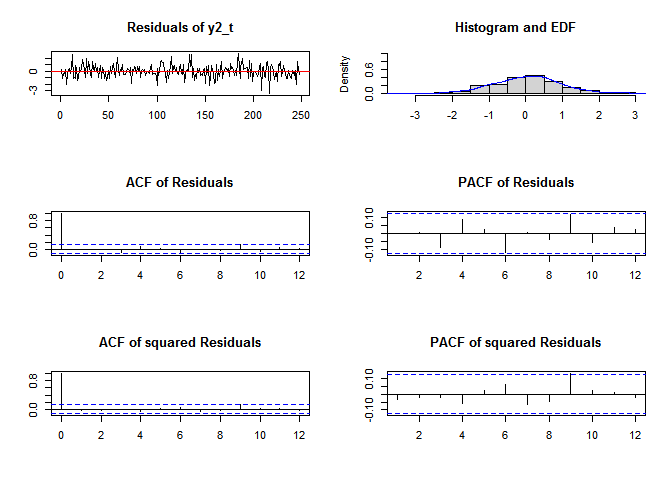 Residuals of y2_t
0
-3
0 50 100 150 200 250
Histogram and EDF
Density
0.6
0.0
-3 -2 -1 0 1 2 3
ACF of Residuals
0.8
0.0
0 2 4 6 8 10 12
PACF of Residuals
0.10
-0.10
2 4 6 8 10 12
ACF of squared Residuals
0.8
0.0
0 2 4 6 8 10 12
PACF of squared Residuals
0.10
-0.10
2 4 6 8 10 12